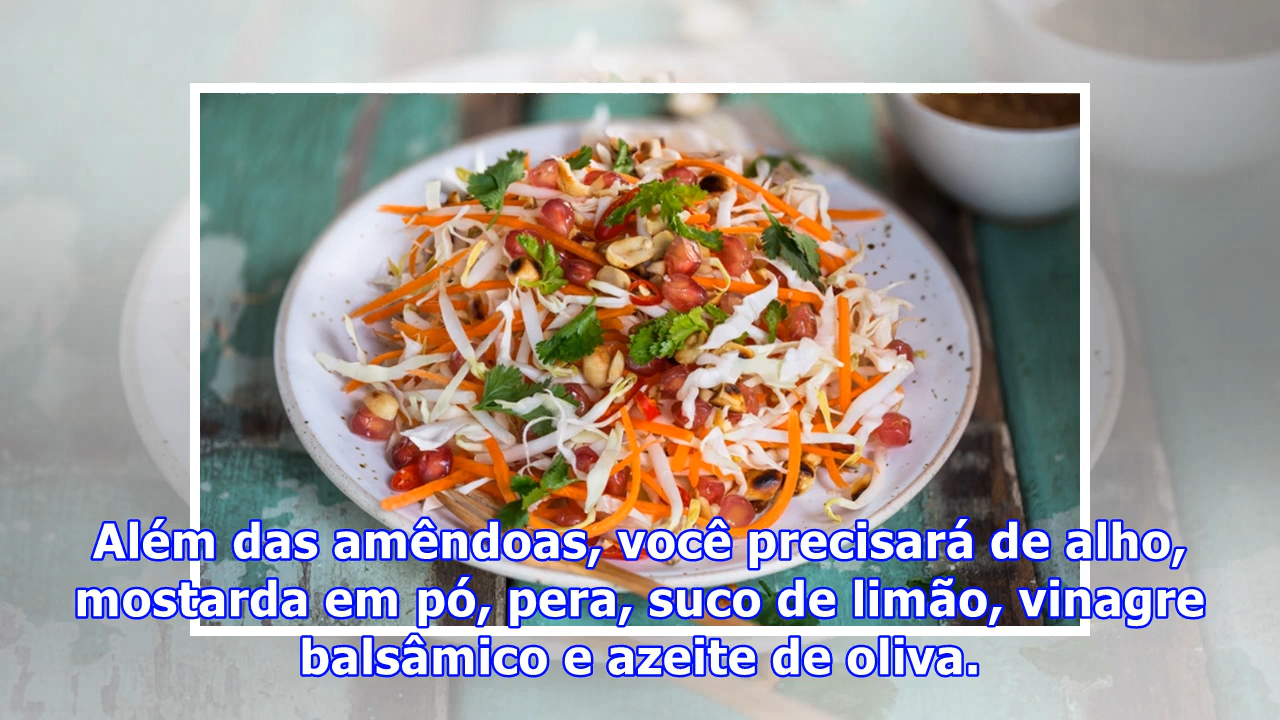 Além das amêndoas, você precisará de alho,
mostarda em pó, pera, suco de limão, vinagre
balsâmico e azeite de oliva.